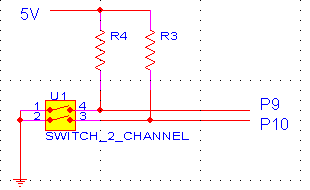 5V
R4 R3
U1
1 4 P9
2 3 P10
SWITCH_2_CHANNEL